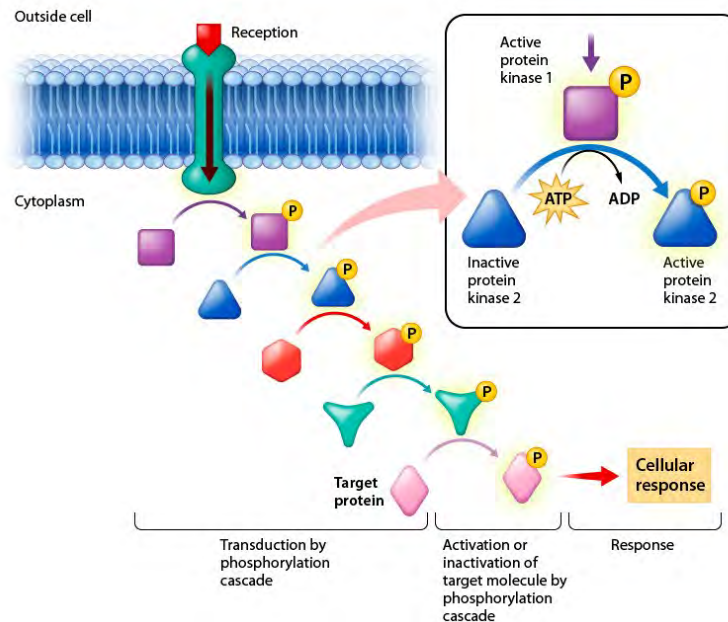 Outside cell
Reception
Cytoplasm
P
P
P
P
P
Target
protein
Cellular
response
Transduction by
phosphorylation
cascade
Activation or
inactivation of
target molecule by
phosphorylation
cascade
Response
Active
protein
kinase 1
P
ATP
ADP
P
Inactive
protein
kinase 2
Active
protein
kinase 2